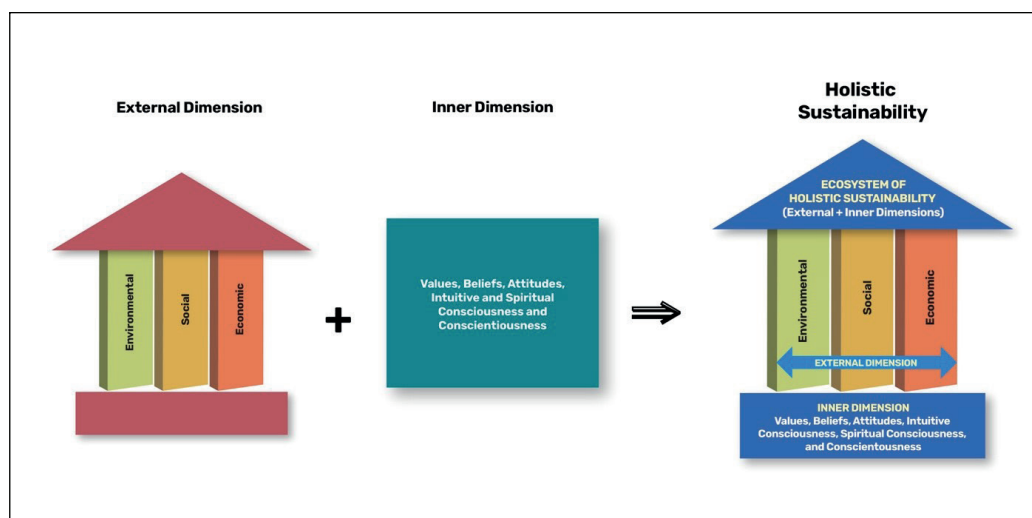 External Dimension
Environmental
Social
Economic
+
Inner Dimension
Values, Beliefs, Attitudes,
Intuitive and Spiritual
Consciousness and
Conscientiousness
⇒
Holistic
Sustainability
ECOSYSTEM OF
HOLISTIC SUSTAINABILITY
(External + Inner Dimensions)
Environmental
Social
Economic
EXTERNAL DIMENSION
INNER DIMENSION
Values, Beliefs, Attitudes, Intuitive
Consciousness, Spiritual Consciousness,
and Conscientousness